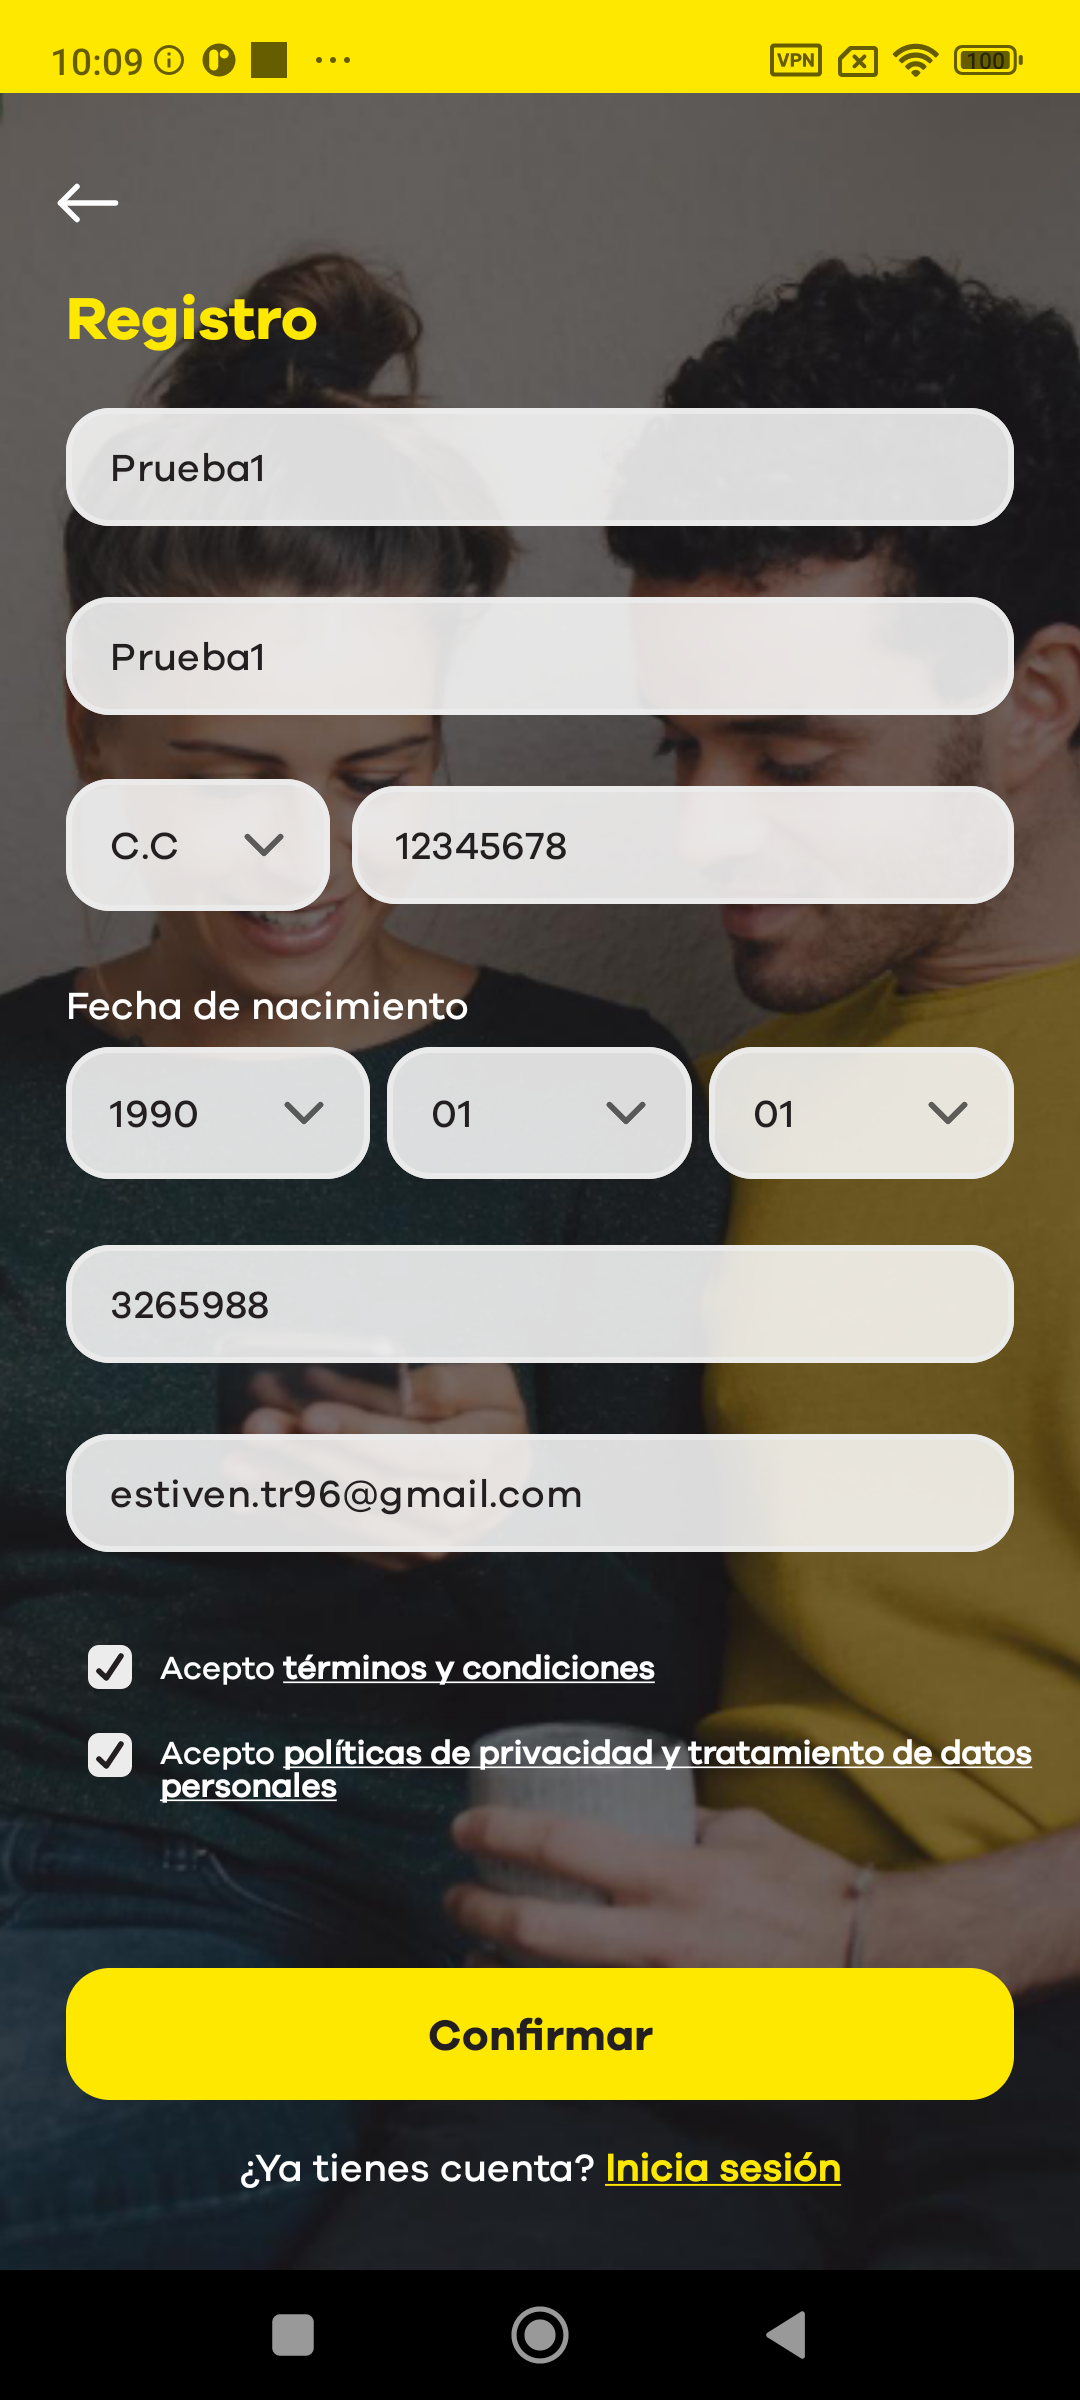 10:09 VPN 100
Registro
Prueba1
Prueba1
C.C 12345678
Fecha de nacimiento
1990 01 01
3265988
estiven.tr96@gmail.com
Acepto términos y condiciones
Acepto políticas de privacidad y tratamiento de datos
personales
Confirmar
¿Ya tienes cuenta? Inicia sesión